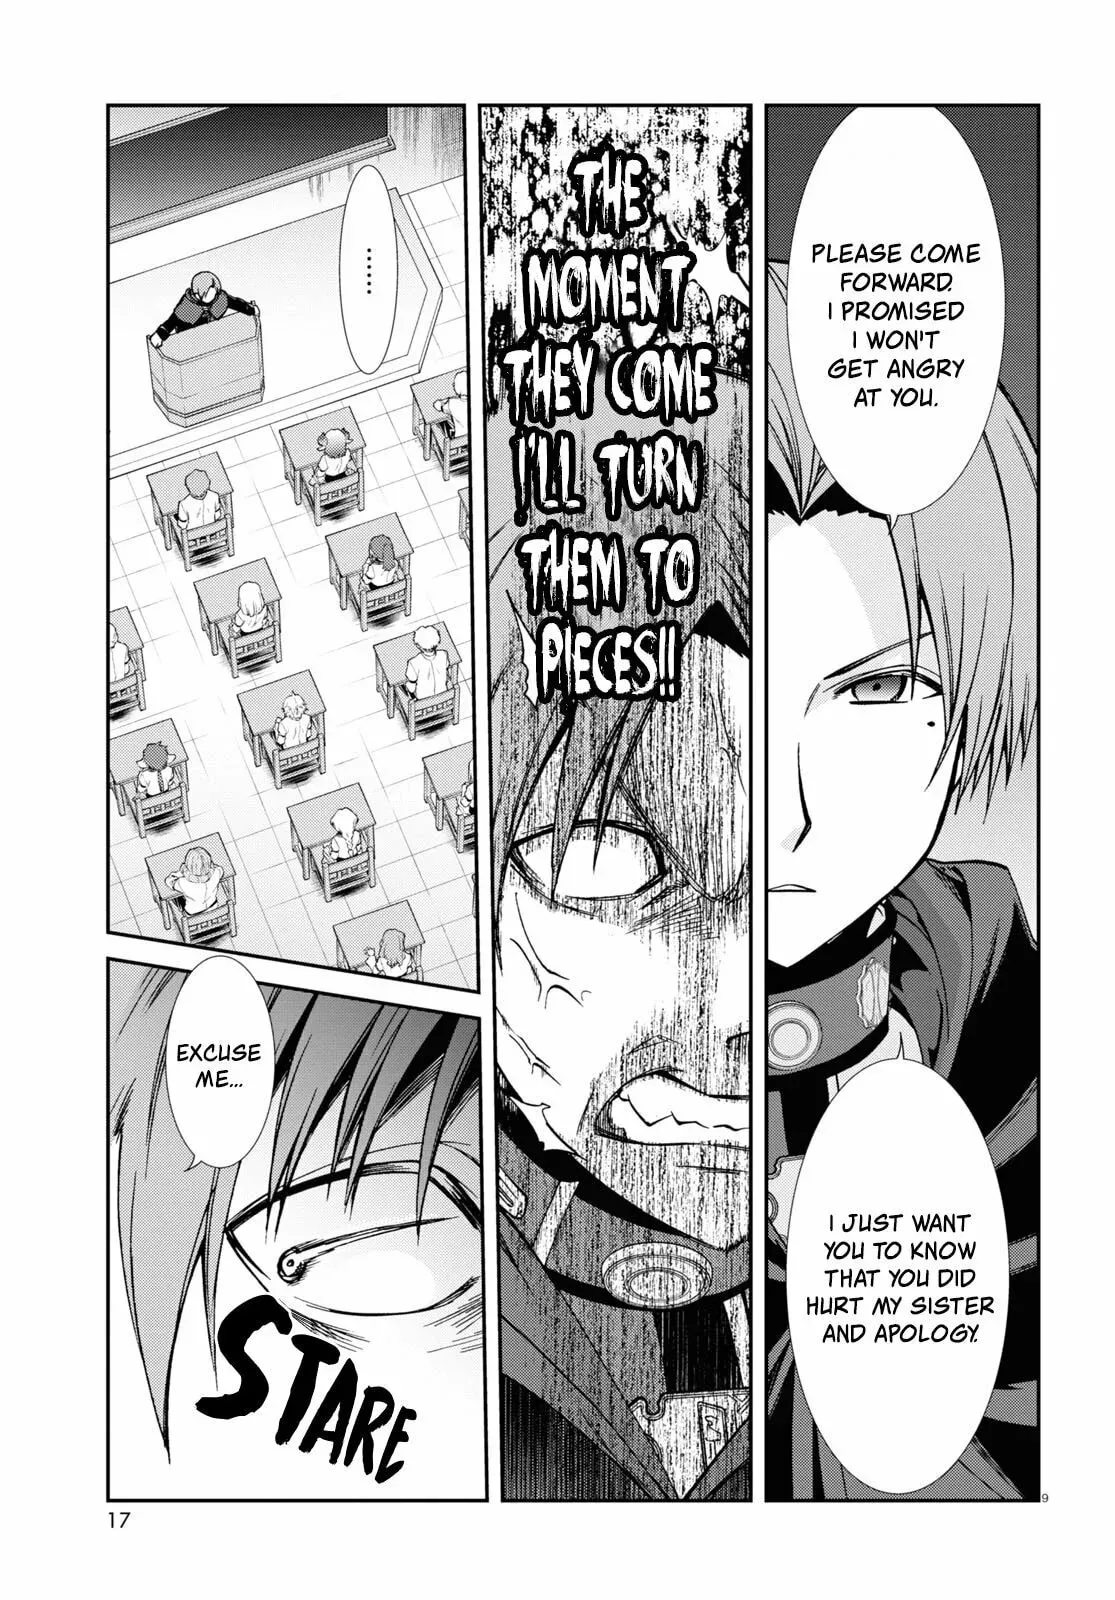 PLEASE COME
FORWARD.
I PROMISED
I WON'T
GET ANGRY
AT YOU.
I JUST WANT
YOU TO KNOW
THAT YOU DID
HURT MY SISTER
AND APOLOGY.
THE
MOMENT
THEY COME
I'LL TURN
THEM TO
PIECES!!
.......
EXCUSE
ME...
STARE
9
17